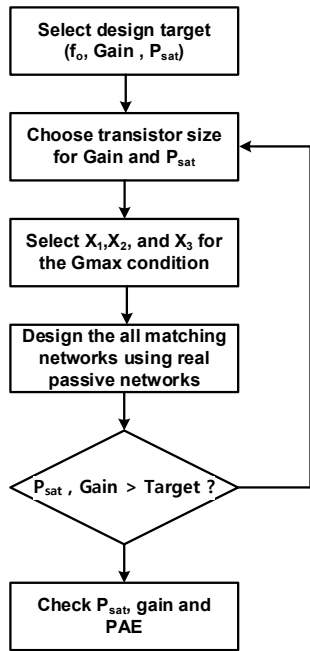 Select design target
(fo, Gain , Psat)
Choose transistor size
for Gain and Psat
Select X1,X2, and X3 for
the Gmax condition
Design the all matching
networks using real
passive networks
Psat , Gain > Target ?
Check Psat, gain and
PAE